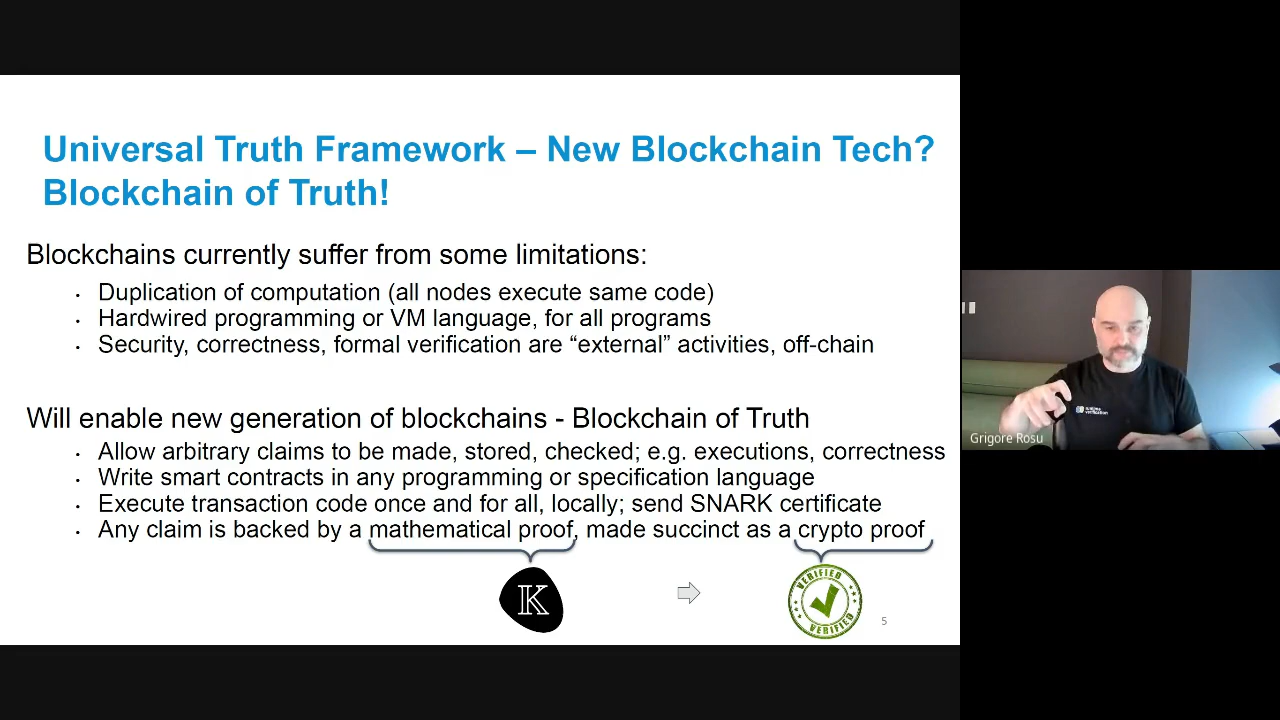 Universal Truth Framework – New Blockchain Tech?
Blockchain of Truth!
Blockchains currently suffer from some limitations:
· Duplication of computation (all nodes execute same code)
· Hardwired programming or VM language, for all programs
· Security, correctness, formal verification are “external” activities, off-chain
Will enable new generation of blockchains - Blockchain of Truth
· Allow arbitrary claims to be made, stored, checked; e.g. executions, correctness
· Write smart contracts in any programming or specification language
· Execute transaction code once and for all, locally; send SNARK certificate
· Any claim is backed by a mathematical proof, made succinct as a crypto proof
K
VERIFIED
VERIFIED
5
runtime
verification
Grigore Rosu